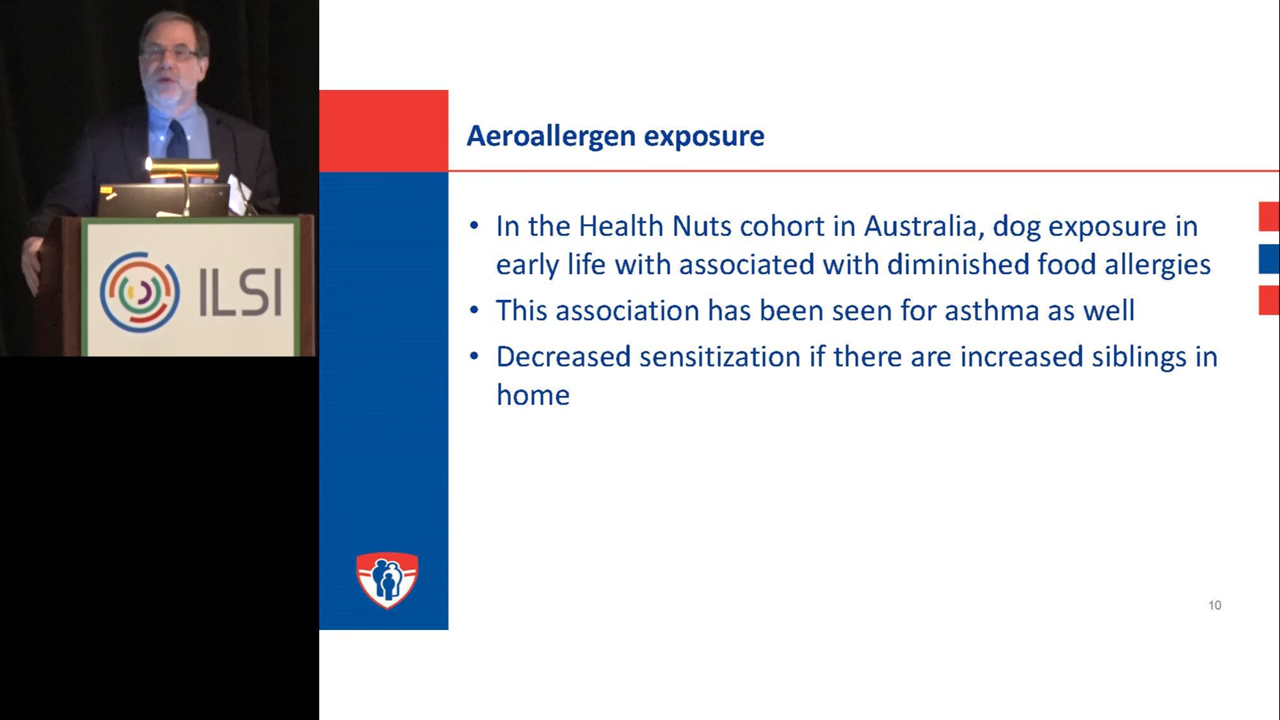 ILSI
Aeroallergen exposure
• In the Health Nuts cohort in Australia, dog exposure in
early life with associated with diminished food allergies
• This association has been seen for asthma as well
• Decreased sensitization if there are increased siblings in
home
10